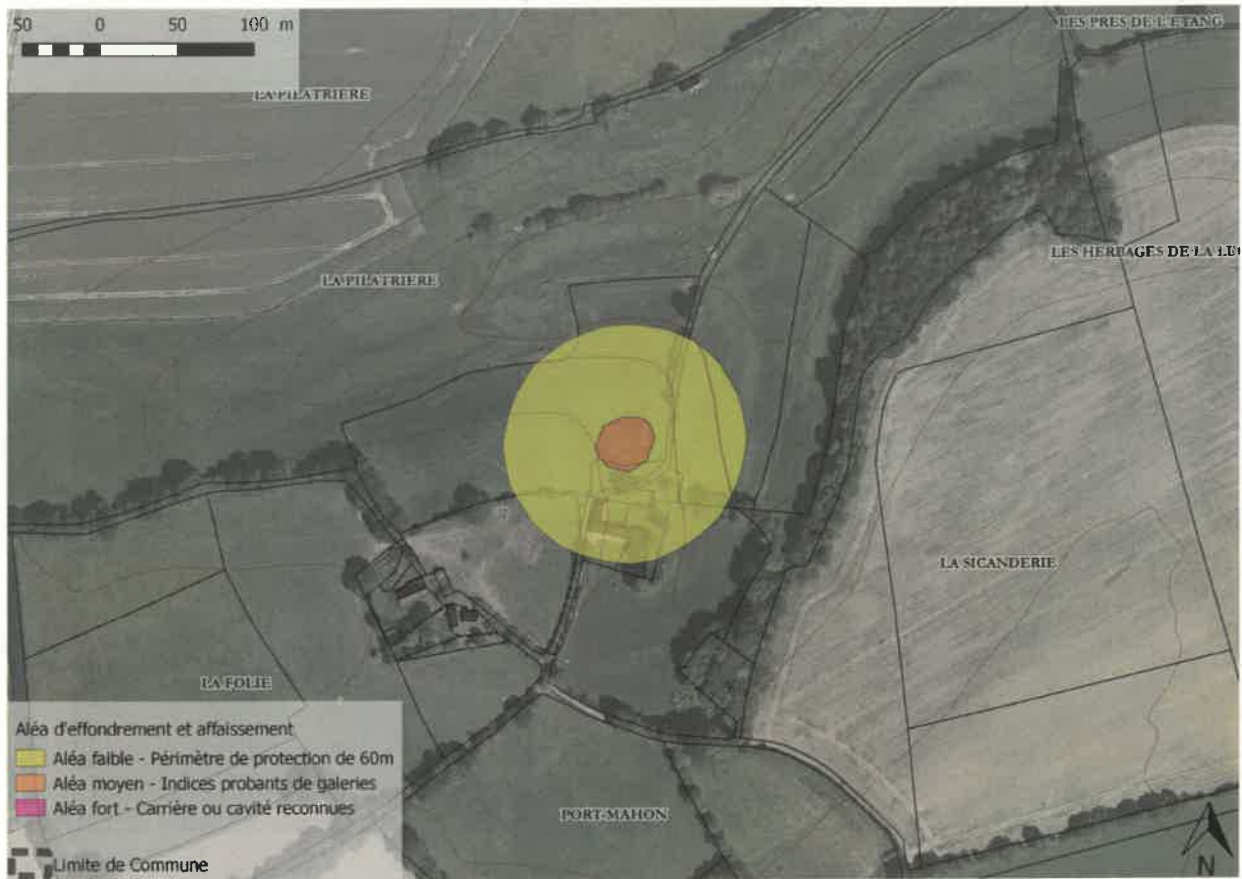 50 0 50 100 m
LES PRES DE L'ETANG
LA PILATRIERE
LES HERBAGES DE LA LU
LA PILATRIERE
LA SICANDERIE
LA FOLIE
Aléa d'effondrement et affaissement
Aléa faible - Périmètre de protection de 60m
Aléa moyen - Indices probants de galeries
Aléa fort - Carrière ou cavité reconnues
PORT-MAHON
Limite de Commune
N